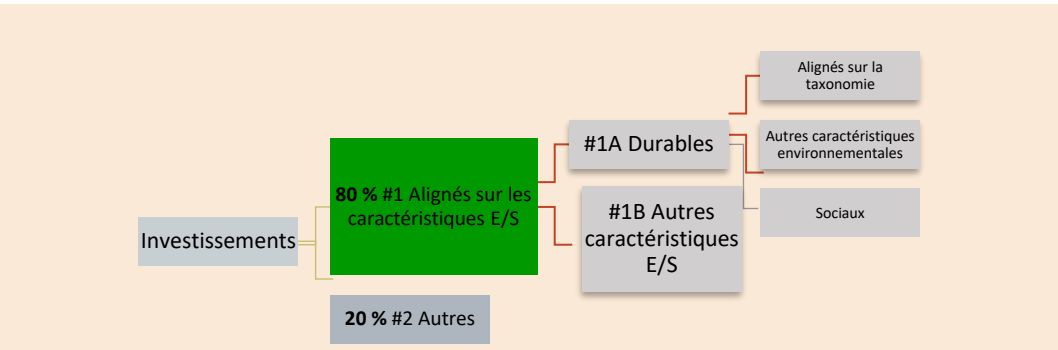 Investissements
80 % #1 Alignés sur les
caractéristiques E/S
20 % #2 Autres
#1A Durables
#1B Autres
caractéristiques
E/S
Alignés sur la
taxonomie
Autres caractéristiques
environnementales
Sociaux